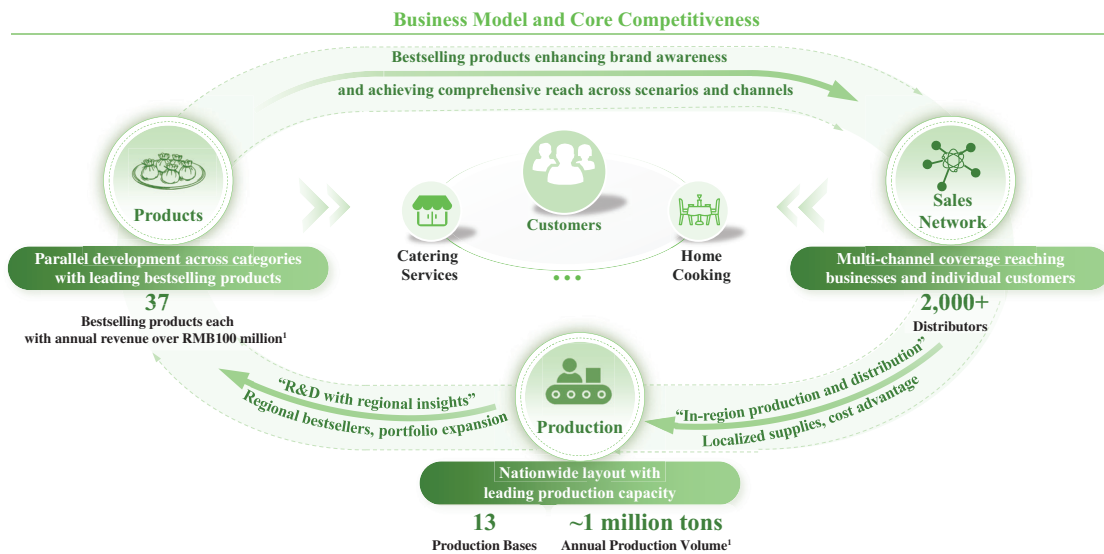 Business Model and Core Competitiveness
Bestselling products enhancing brand awareness
and achieving comprehensive reach across scenarios and channels
Products
Parallel development across categories
with leading bestselling products
37
Bestselling products each
with annual revenue over RMB100 million¹
Customers
Catering
Services
Home
Cooking
Sales
Network
Multi-channel coverage reaching
businesses and individual customers
2,000+
Distributors
“In-region production and distribution”
Localized supplies, cost advantage
Production
Nationwide layout with
leading production capacity
13
Production Bases
~1 million tons
Annual Production Volume¹
“R&D with regional insights”
Regional bestsellers, portfolio expansion